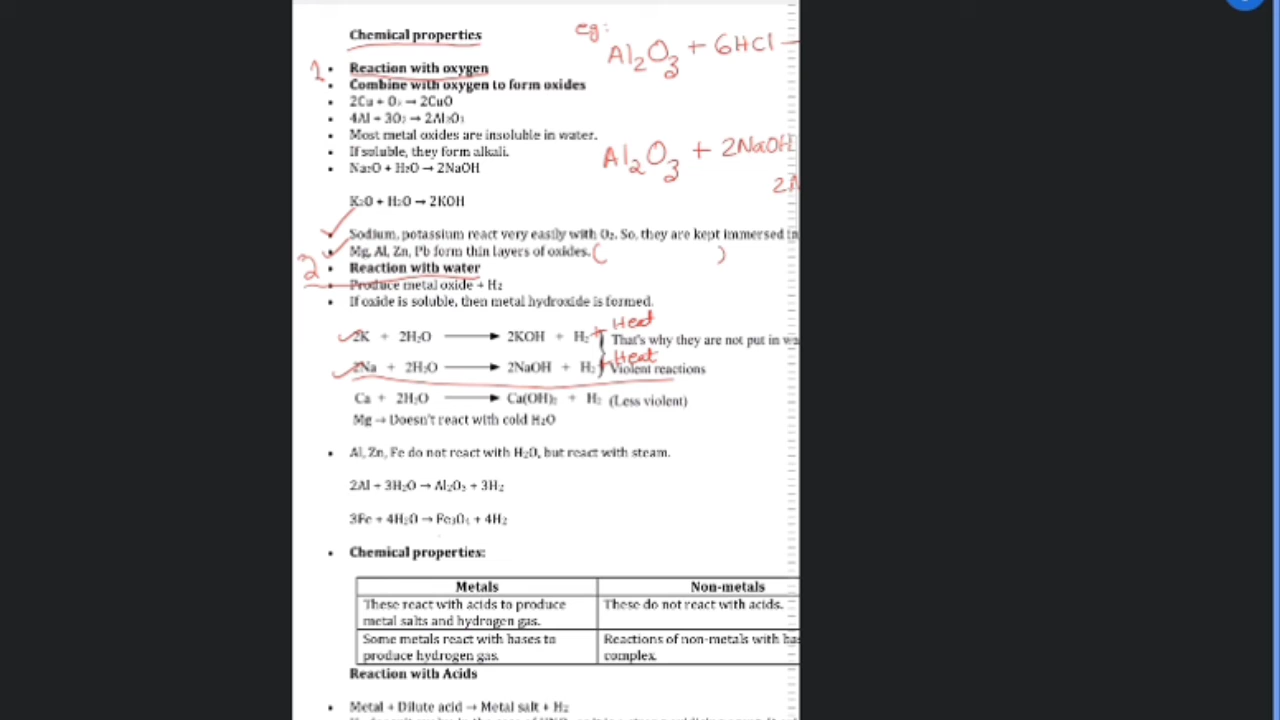 Chemical properties
eg:
Al2O3 + 6HCl
1
• Reaction with oxygen
• Combine with oxygen to form oxides
• 2Cu + O2 → 2CuO
• 4Al + 3O2 → 2Al2O3
• Most metal oxides are insoluble in water.
• If soluble, they form alkali.
• Na2O + H2O → 2NaOH
Al2O3 + 2NaOH
K2O + H2O → 2KOH
• Sodium, potassium react very easily with O2. So, they are kept immersed in
• Mg, Al, Zn, Pb form thin layers of oxides. ( )
2
• Reaction with water
• Produce metal oxide + H2
• If oxide is soluble, then metal hydroxide is formed.
2K + 2H2O → 2KOH + H2 + Heat
That's why they are not put in
2Na + 2H2O → 2NaOH + H2 + Heat
Violent reactions
Ca + 2H2O → Ca(OH)2 + H2 (Less violent)
Mg → Doesn't react with cold H2O
• Al, Zn, Fe do not react with H2O, but react with steam.
2Al + 3H2O → Al2O3 + 3H2
3Fe + 4H2O → Fe3O4 + 4H2
• Chemical properties:
Metals Non-metals
These react with acids to produce metal salts and hydrogen gas. These do not react with acids.
Some metals react with bases to produce hydrogen gas. Reactions of non-metals with complex
Reaction with Acids
• Metal + Dilute acid → Metal salt + H2